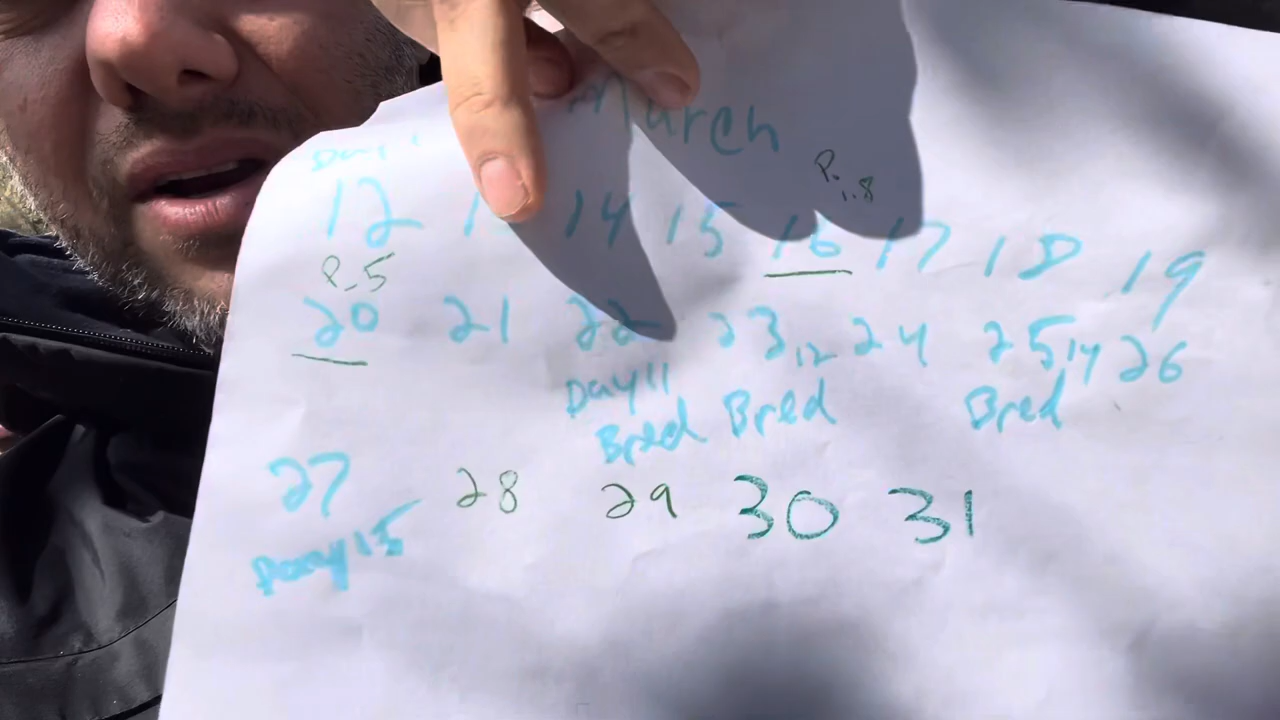 March
Day 1
P. 1.8
12 14 15 16 17 18 19
P. 5
20 21 22 23 12 24 25 14 26
Day 11
Bred Bred Bred
27 28 29 30 31
Day 15